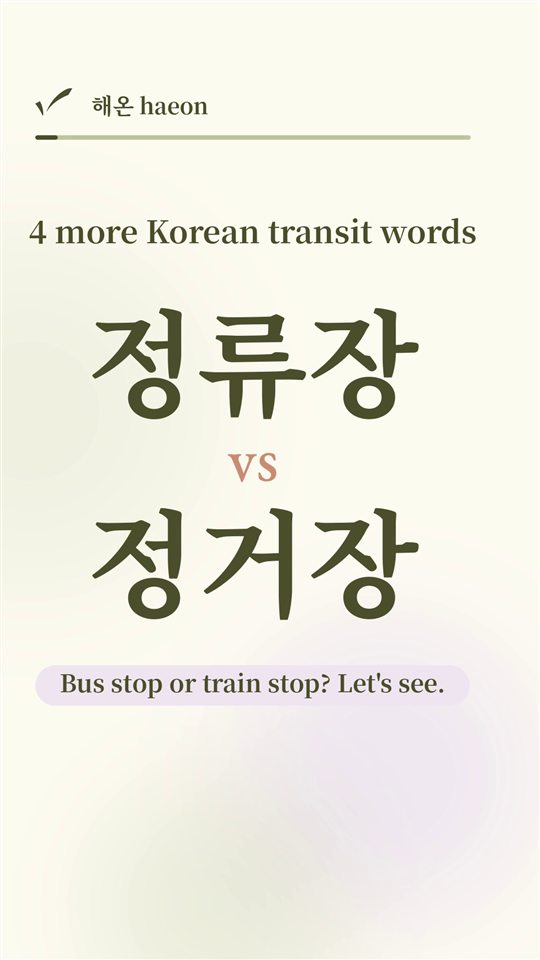 해온 haeon
4 more Korean transit words
정류장
vs
정거장
Bus stop or train stop? Let's see.